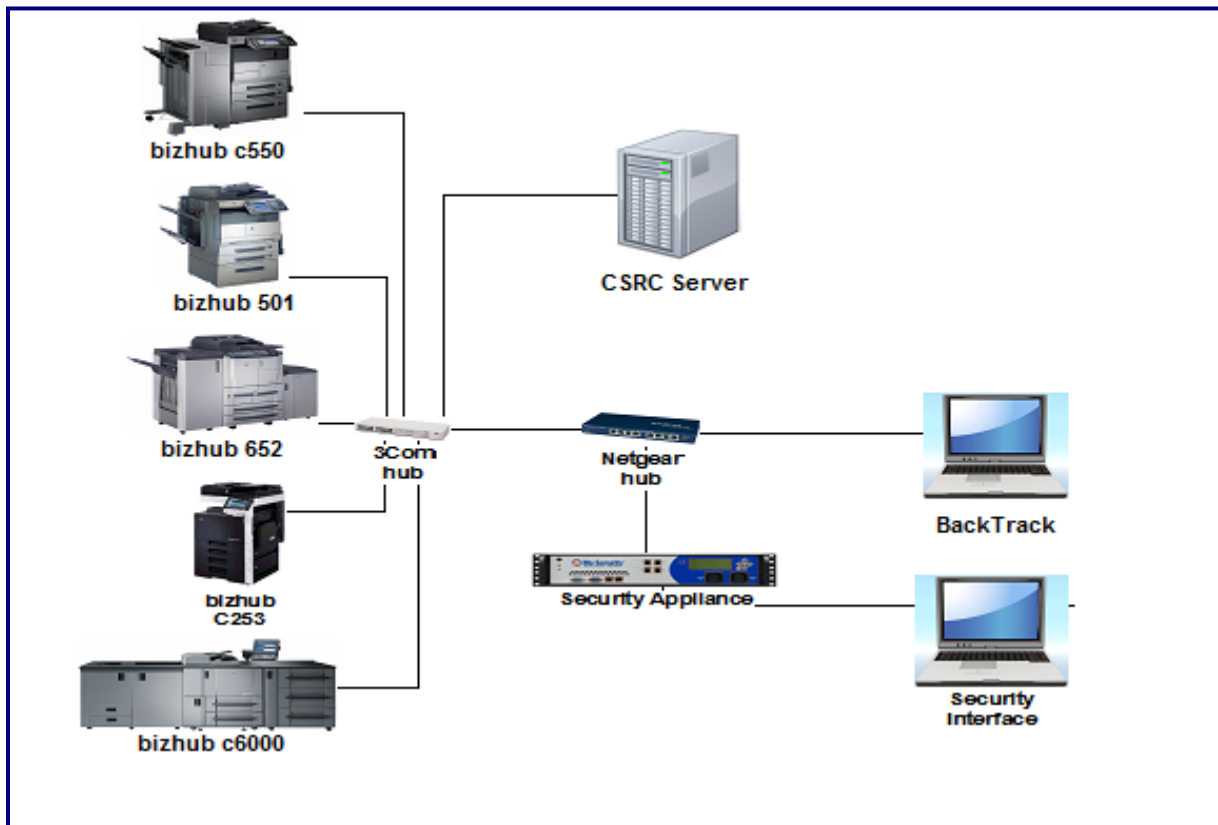 bizhub c550
bizhub 501
bizhub 652
bizhub
C253
bizhub c6000
3Com
hub
CSRC Server
Netgear
hub
BackTrack
Security Appliance
Security
Interface